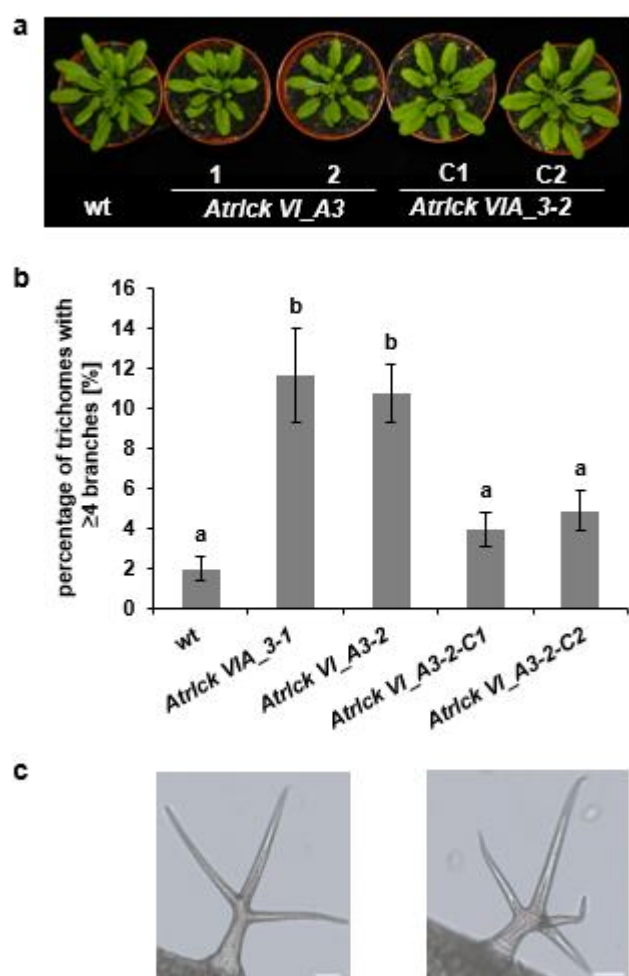 a
1 2 C1 C2
wt Atrlck VI_A3 Atrlck VIA_3-2
b
percentage of trichomes with
≥4 branches [%]
16
14
12
10
8
6
4
2
0
a
b
b
a
a
wt
Atrlck VIA_3-1
Atrlck VI_A3-2
Atrlck VI_A3-2-C1
Atrlck VI_A3-2-C2
c